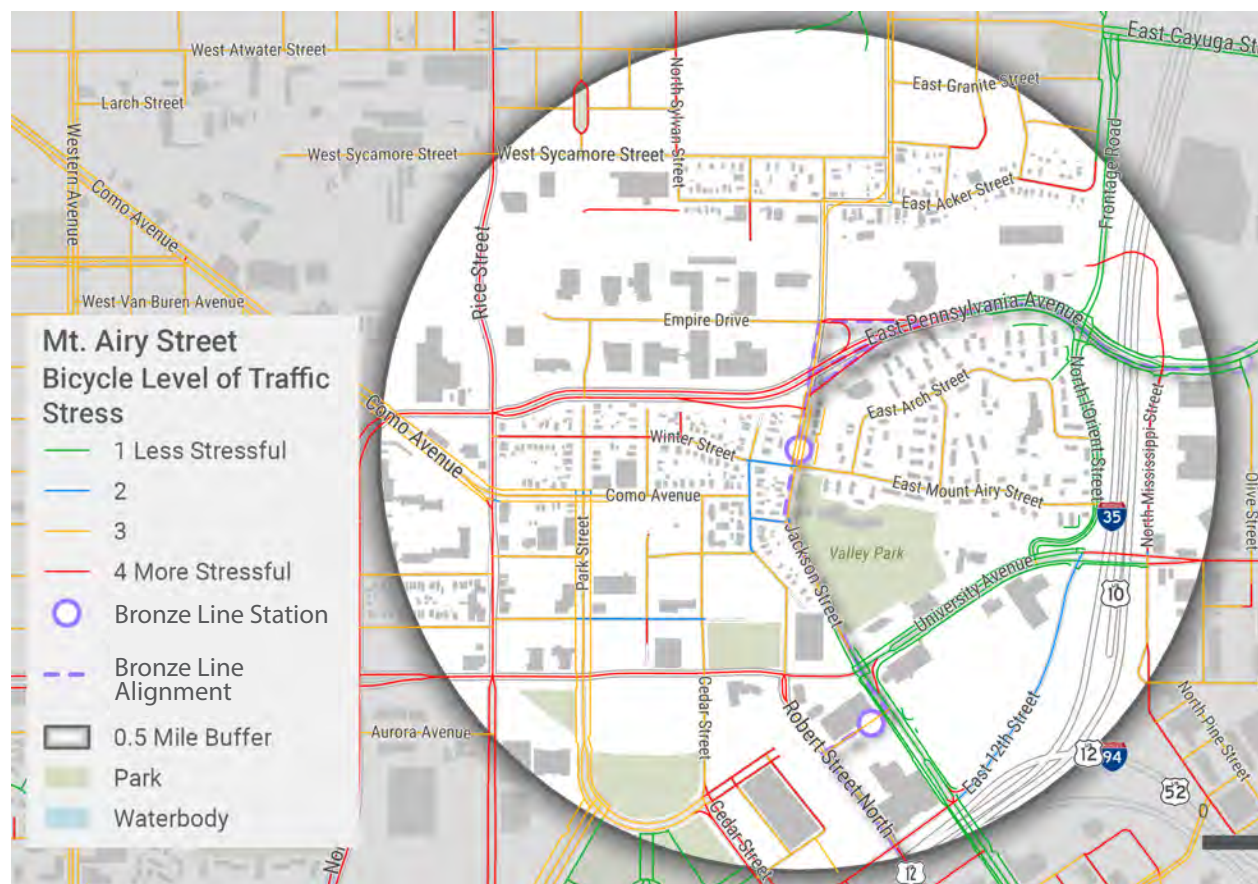 East Cayuga St
West Atwater Street
Larch Street
Western Avenue
Como Avenue
North Sylvan Street
East Granite Street
Frontage Road
West Sycamore Street
West Sycamore Street
East Acker Street
Rice Street
West Van Buren Avenue
Empire Drive
East Pennsylvania Avenue
Mt. Airy Street
Bicycle Level of Traffic
Stress
1 Less Stressful
2
3
4 More Stressful
Bronze Line Station
Bronze Line
Alignment
0.5 Mile Buffer
Park
Waterbody
Como Avenue
Winter Street
Como Avenue
East Arch Street
East Mount Airy Street
North L'Orient Street
North Mississippi Street
Olive Street
35
10
Park Street
Jackson Street
Valley Park
University Avenue
Cedar Street
Aurora Avenue
Robert Street North
East 12th Street
North Pine Street
12
94
52
Cedar Street
12
0
No